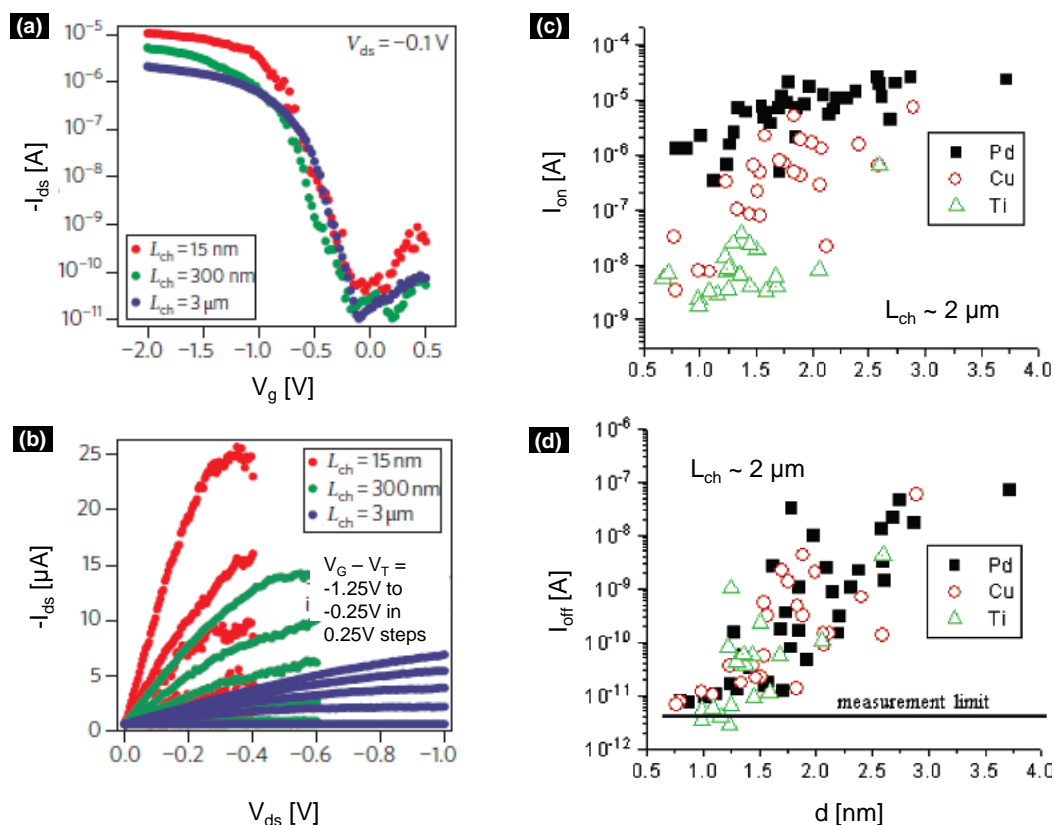 (a)
10⁻⁵
10⁻⁶
10⁻⁷
10⁻⁸
10⁻⁹
10⁻¹⁰
10⁻¹¹
-I_ds [A]
V_ds = −0.1 V
L_ch = 15 nm
L_ch = 300 nm
L_ch = 3 μm
−2.0 −1.5 −1.0 −0.5 0.0 0.5
V_g [V]
(c)
10⁻⁴
10⁻⁵
10⁻⁶
10⁻⁷
10⁻⁸
10⁻⁹
I_on [A]
Pd
Cu
Ti
L_ch ~ 2 μm
0.5 1.0 1.5 2.0 2.5 3.0 3.5 4.0
(b)
25
20
15
10
5
0
-I_ds [μA]
L_ch = 15 nm
L_ch = 300 nm
L_ch = 3 μm
V_G – V_T =
-1.25V to
i
-0.25V in
0.25V steps
0.0 −0.2 −0.4 −0.6 −0.8 −1.0
V_ds [V]
(d)
10⁻⁶
10⁻⁷
10⁻⁸
10⁻⁹
10⁻¹⁰
10⁻¹¹
10⁻¹²
I_off [A]
L_ch ~ 2 μm
Pd
Cu
Ti
measurement limit
0.5 1.0 1.5 2.0 2.5 3.0 3.5 4.0
d [nm]